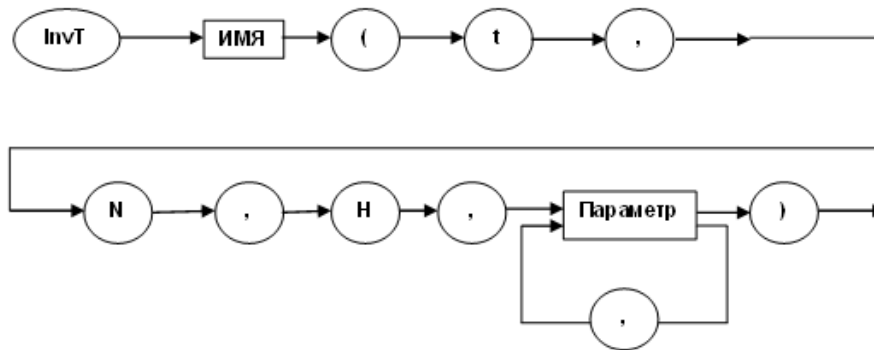 InvT ИМЯ ( t ,
N , H , Параметр )
,